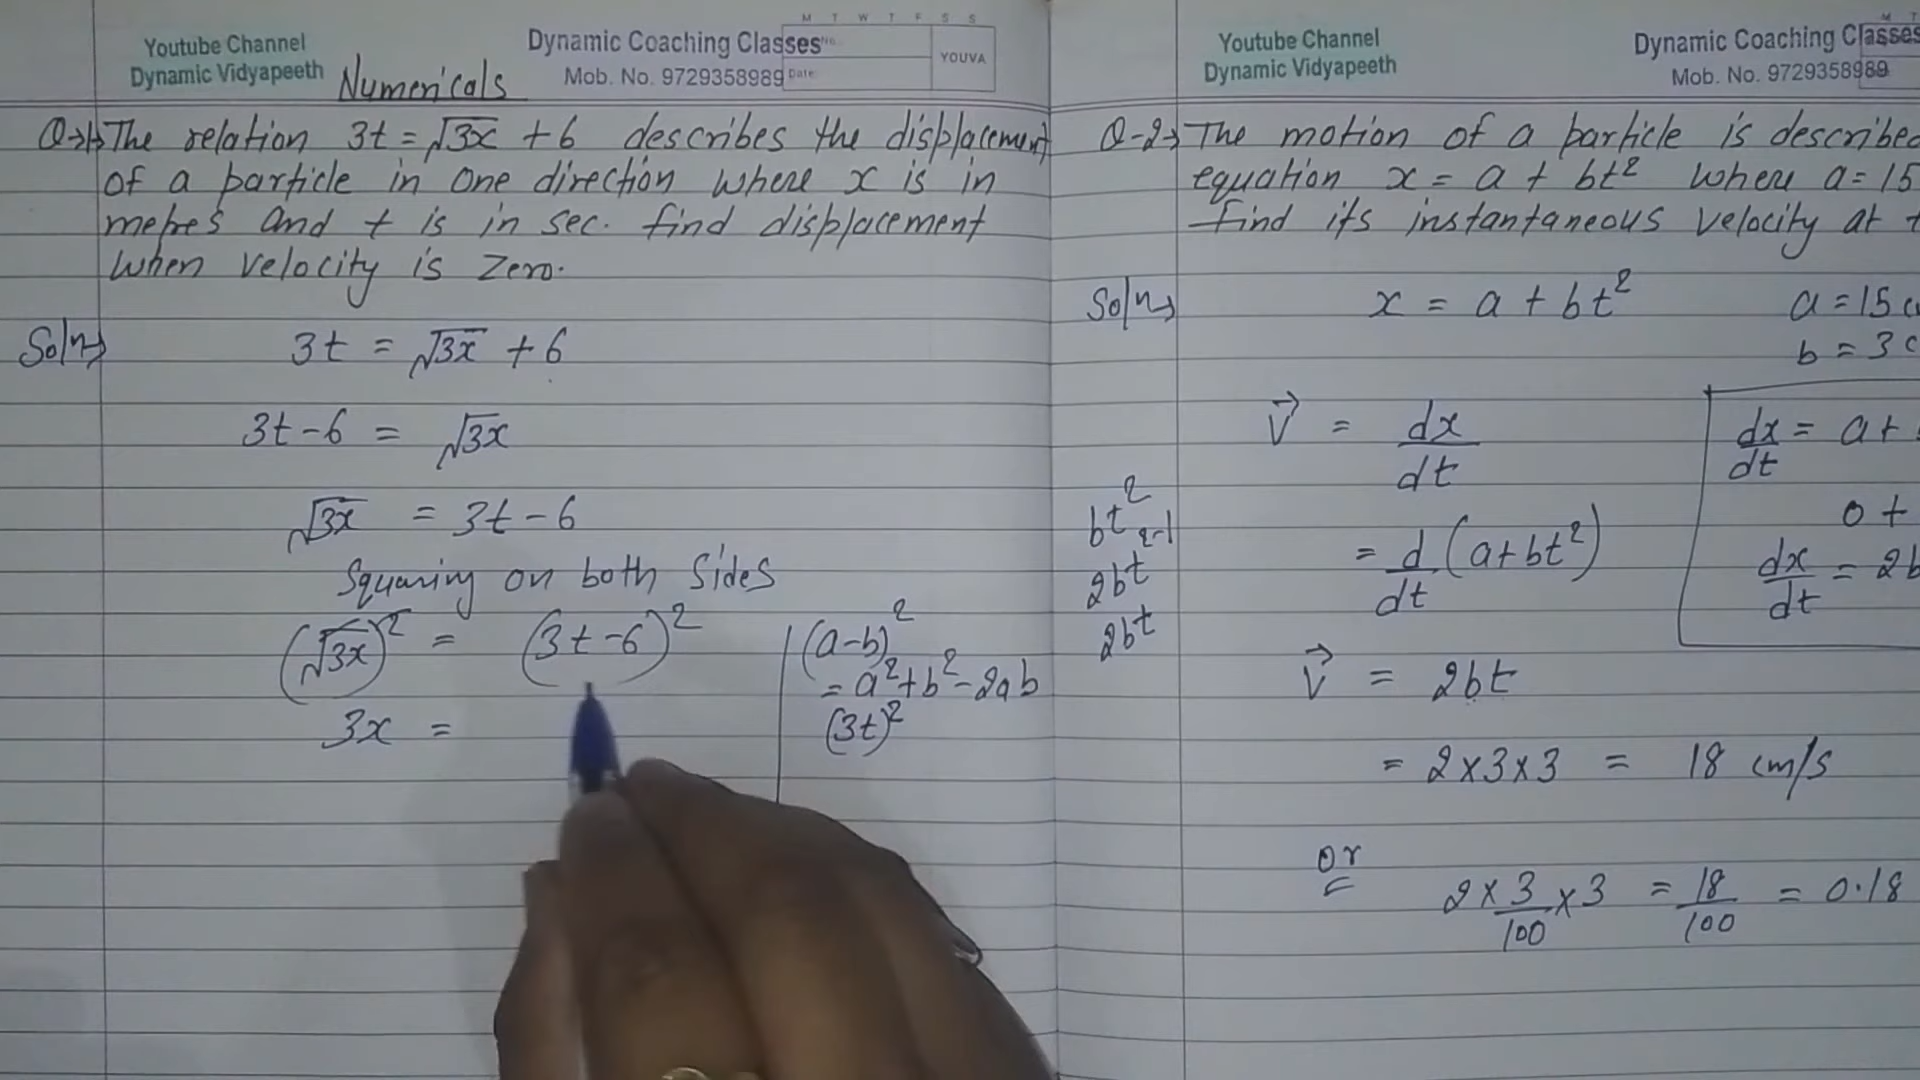 Youtube Channel
Dynamic Vidyapeeth
Numericals
Dynamic Coaching Classes
Mob. No. 9729358989
M T W T F S S
Date:
YOUVA
Q→1→ The relation 3t = √3x + 6 describes the displacement
of a particle in one direction where x is in
metres and t is in sec. find displacement
when velocity is zero.
Soln→
3t = √3x + 6
3t - 6 = √3x
√3x = 3t - 6
Squaring on both sides
(√3x)² = (3t - 6)²
3x =
(a-b)²
= a²+b²-2ab
(3t)²
Youtube Channel
Dynamic Vidyapeeth
Dynamic Coaching Classes
Mob. No. 9729358989
M T
Q-2→ The motion of a particle is described
equation x = a + bt² where a = 15
find its instantaneous velocity at t
Soln→
x = a + bt²
a = 15 c
b = 3 c
V⃗ = dx/dt
= d/dt (a+bt²)
V⃗ = 2bt
= 2×3×3 = 18 cm/s
or
2 × 3/100 × 3 = 18/100 = 0.18
bt²
2-1
2bt
2bt
dx/dt = a +
0 +
dx/dt = 2b